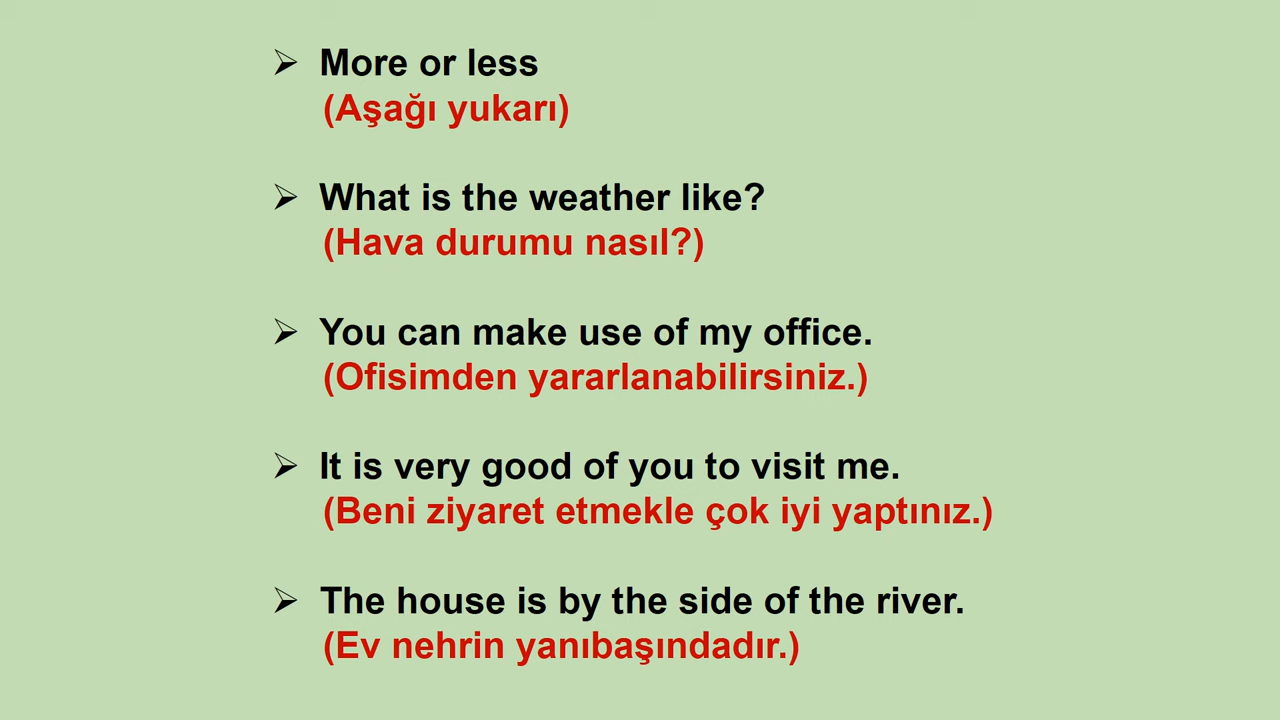 ➢ More or less
(Aşağı yukarı)
➢ What is the weather like?
(Hava durumu nasıl?)
➢ You can make use of my office.
(Ofisimden yararlanabilirsiniz.)
➢ It is very good of you to visit me.
(Beni ziyaret etmekle çok iyi yaptınız.)
➢ The house is by the side of the river.
(Ev nehrin yanıbaşındadır.)